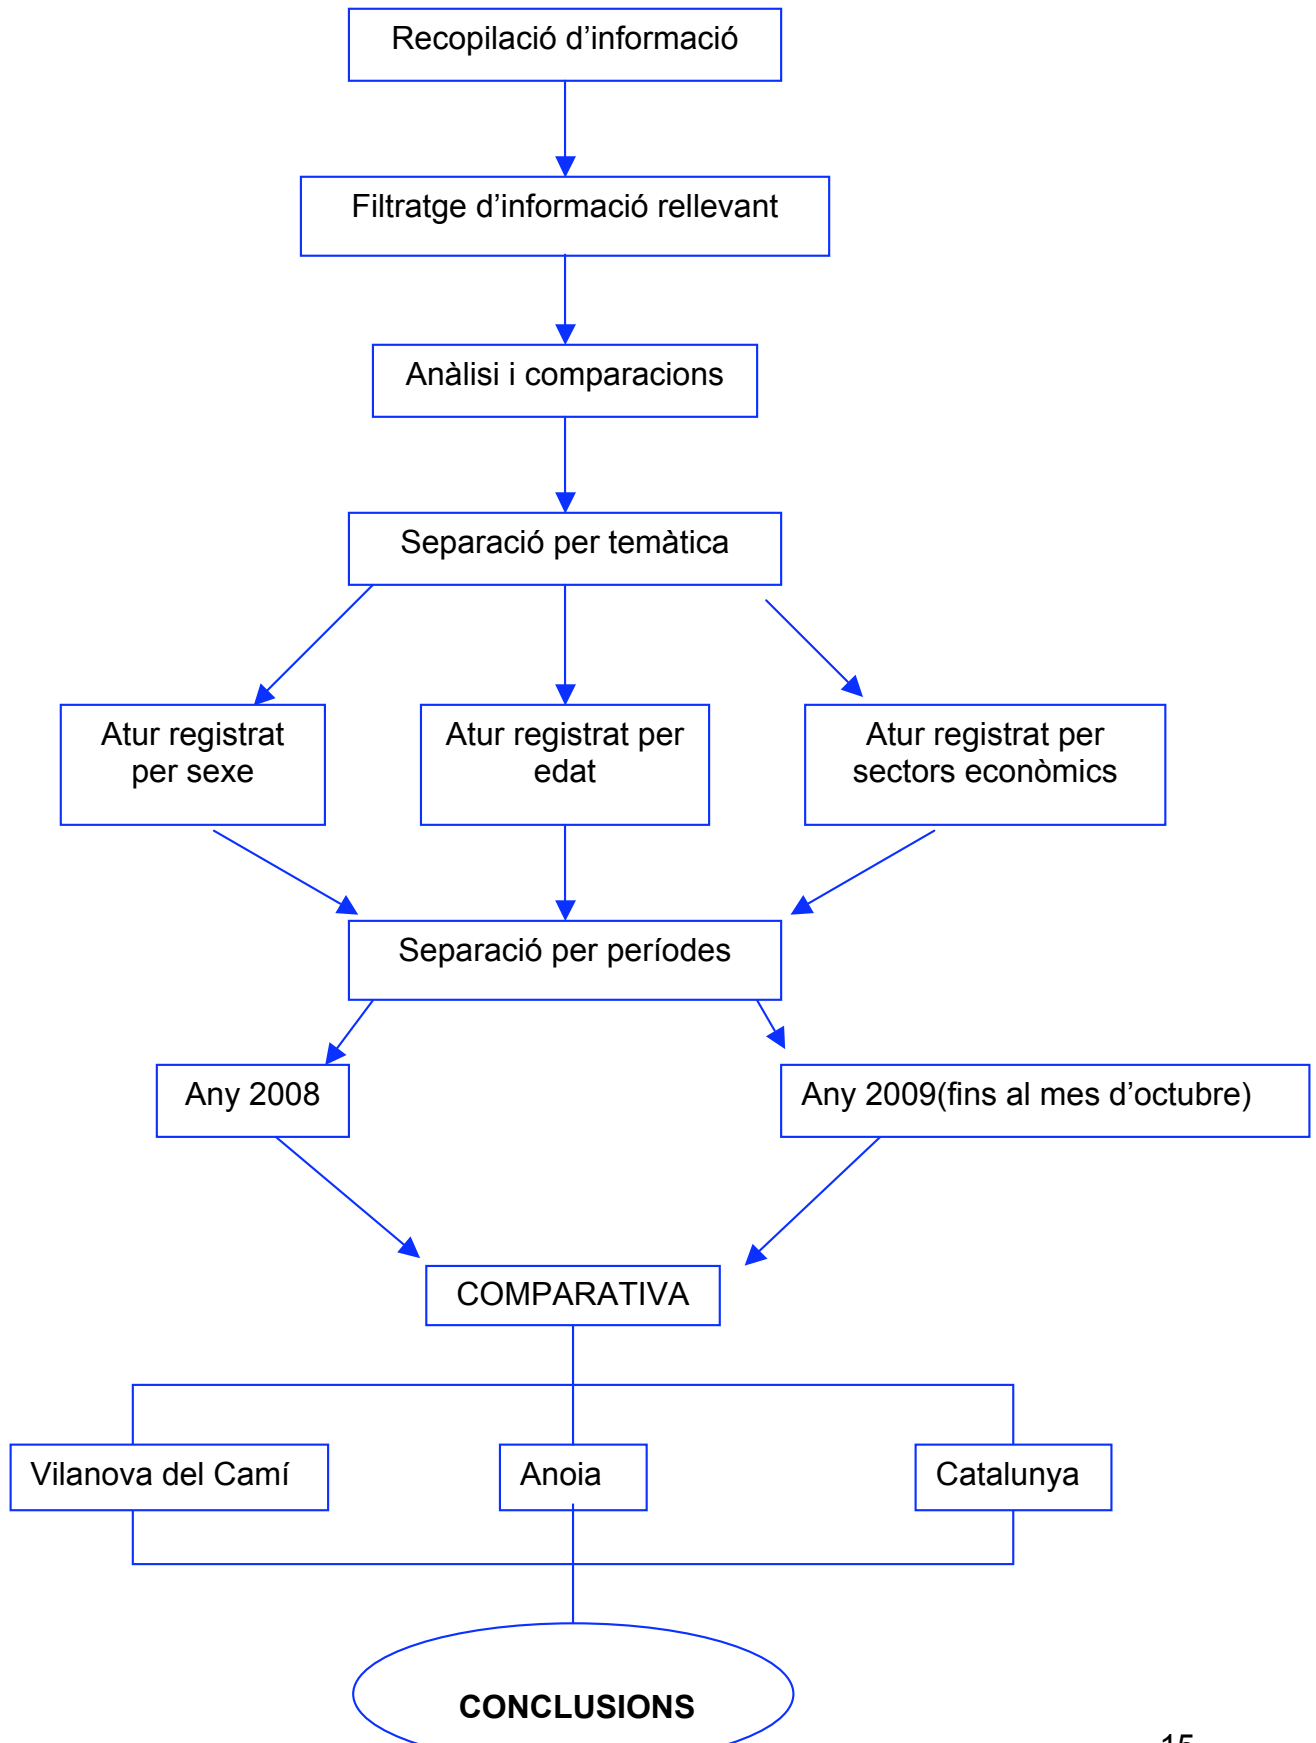 Recopilació d’informació
Filtratge d’informació rellevant
Anàlisi i comparacions
Separació per temàtica
Atur registrat
per sexe
Atur registrat per
edat
Atur registrat per
sectors econòmics
Separació per períodes
Any 2008
Any 2009(fins al mes d’octubre)
COMPARATIVA
Vilanova del Camí
Anoia
Catalunya
CONCLUSIONS
15